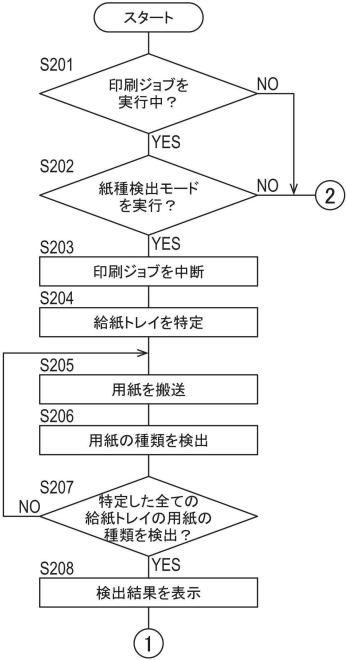 スタート
S201
印刷ジョブを
実行中？
NO
YES
S202
紙種検出モード
を実行？
NO
②
YES
S203
印刷ジョブを中断
S204
給紙トレイを特定
S205
用紙を搬送
S206
用紙の種類を検出
S207
特定した全ての
給紙トレイの用紙の
種類を検出？
NO
YES
S208
検出結果を表示
①